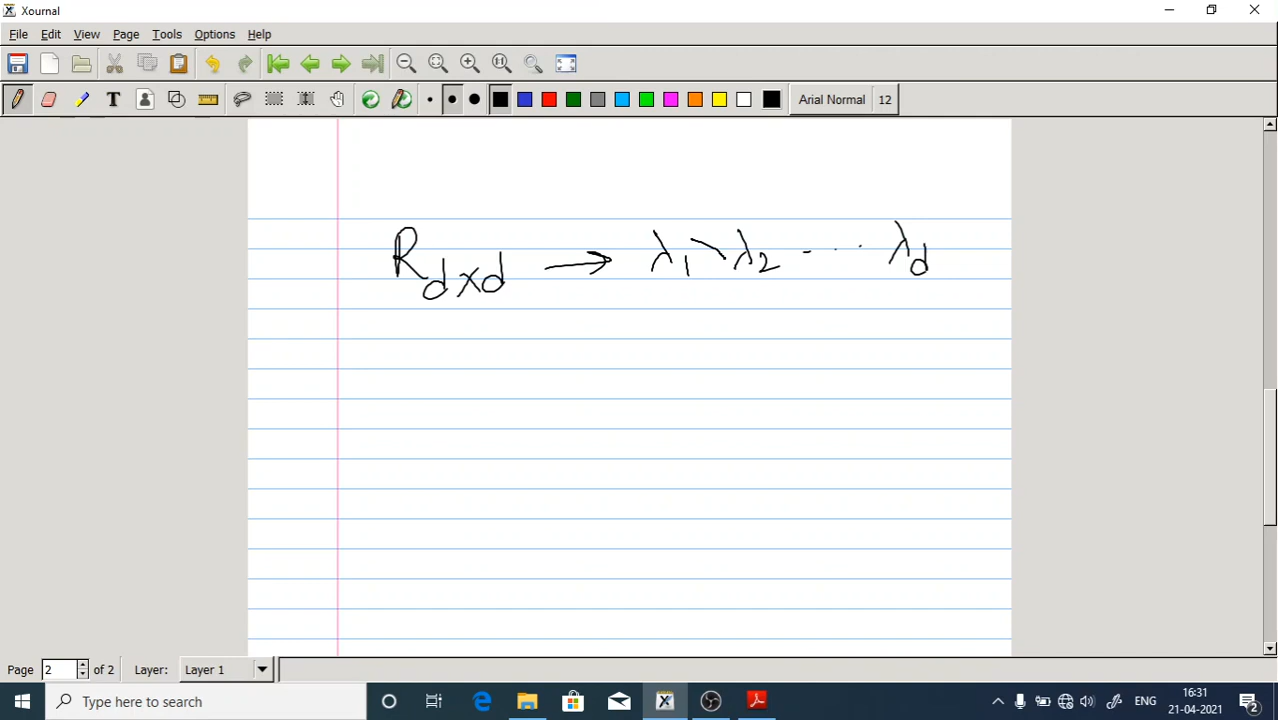 Xournal
File Edit View Page Tools Options Help
T Arial Normal 12
R d×d → λ1 > λ2 - ·· λd
Page 2 of 2 Layer: Layer 1
Type here to search ENG 16:31
21-04-2021 2